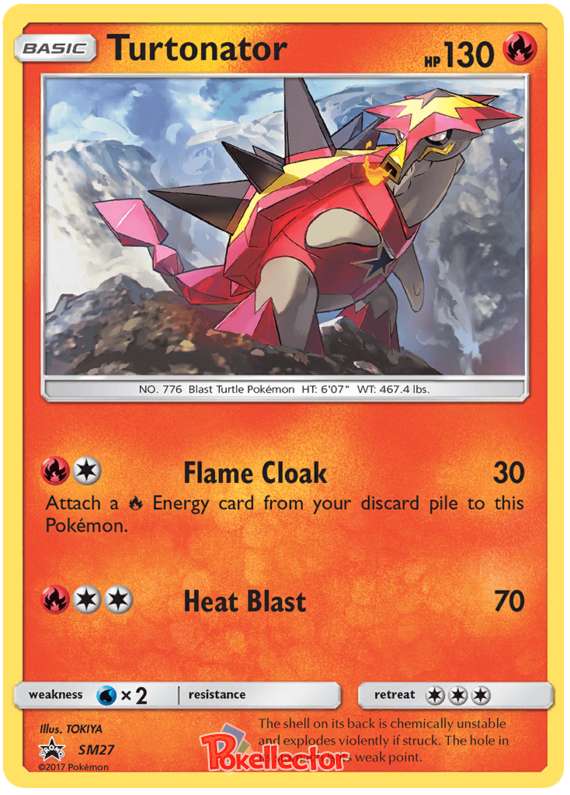 BASIC Turtonator HP 130
NO. 776 Blast Turtle Pokémon HT: 6'07" WT: 467.4 lbs.
Flame Cloak 30
Attach a Energy card from your discard pile to this
Pokémon.
Heat Blast 70
weakness ×2 resistance retreat
Illus. TOKIYA
SM27
©2017 Pokémon
The shell on its back is chemically unstable
and explodes violently if struck. The hole in
weak point.
Pokellector